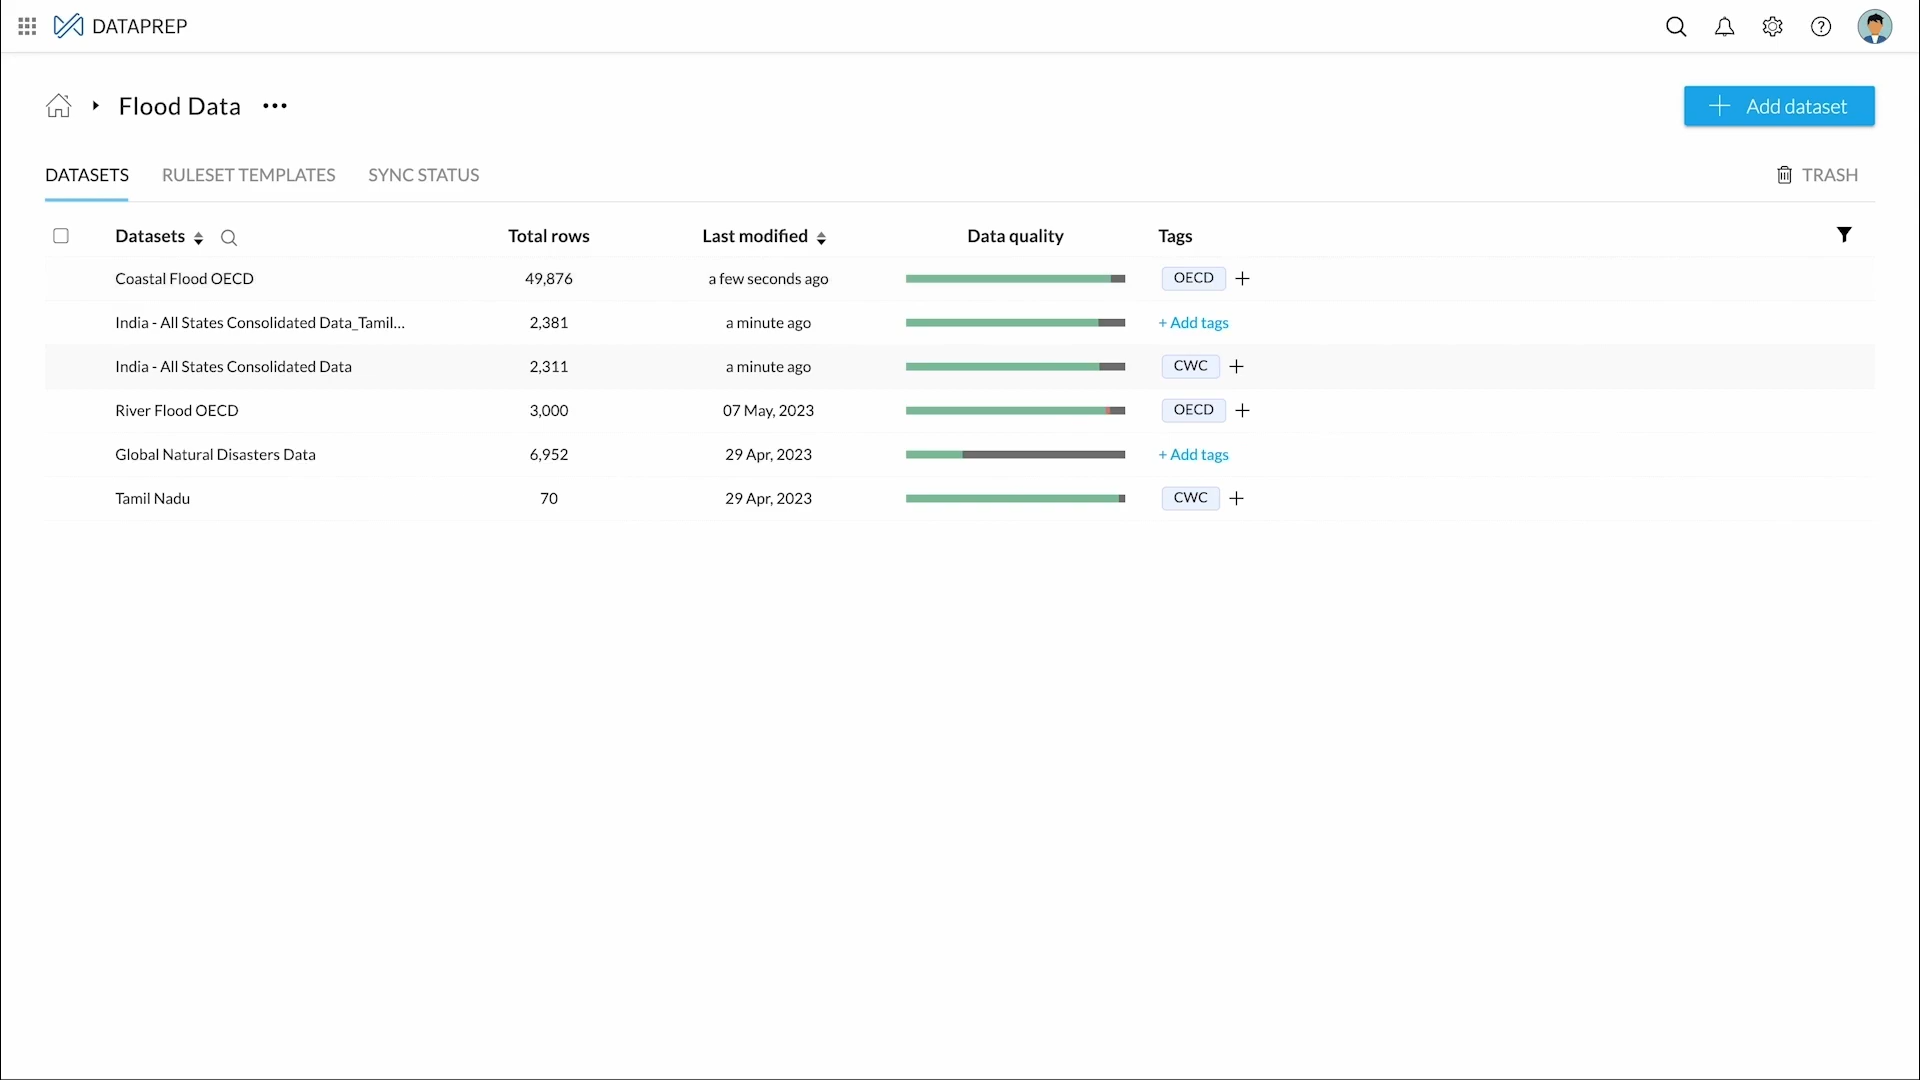 DATAPREP
Flood Data
Add dataset
DATASETS RULESET TEMPLATES SYNC STATUS TRASH
Datasets Total rows Last modified Data quality Tags
Coastal Flood OECD 49,876 a few seconds ago OECD +
India - All States Consolidated Data_Tamil... 2,381 a minute ago + Add tags
India - All States Consolidated Data 2,311 a minute ago CWC +
River Flood OECD 3,000 07 May, 2023 OECD +
Global Natural Disasters Data 6,952 29 Apr, 2023 + Add tags
Tamil Nadu 70 29 Apr, 2023 CWC +